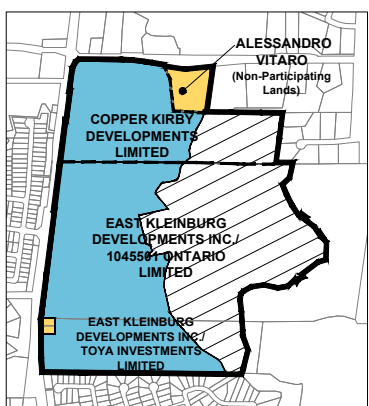 ALESSANDRO
VITARO
(Non-Participating
Lands)
COPPER KIRBY
DEVELOPMENTS
LIMITED
EAST KLEINBURG
DEVELOPMENTS INC./
1045501 ONTARIO
LIMITED
EAST KLEINBURG
DEVELOPMENTS INC./
TOYA INVESTMENTS
LIMITED